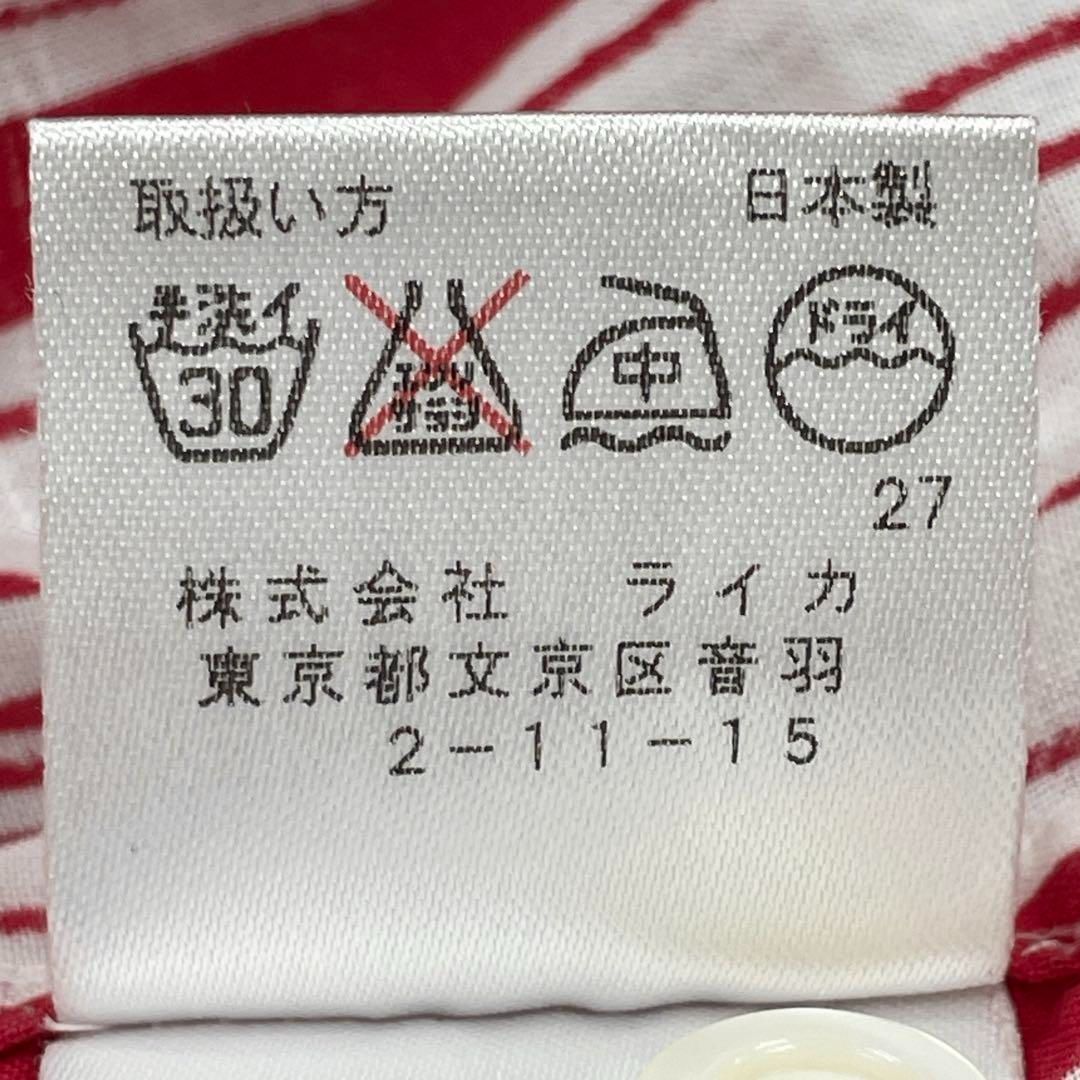 取扱い方 日本製
手洗イ 30 塩素 中 ドライ
27
株式会社 ライカ
東京都文京区音羽
2-11-15